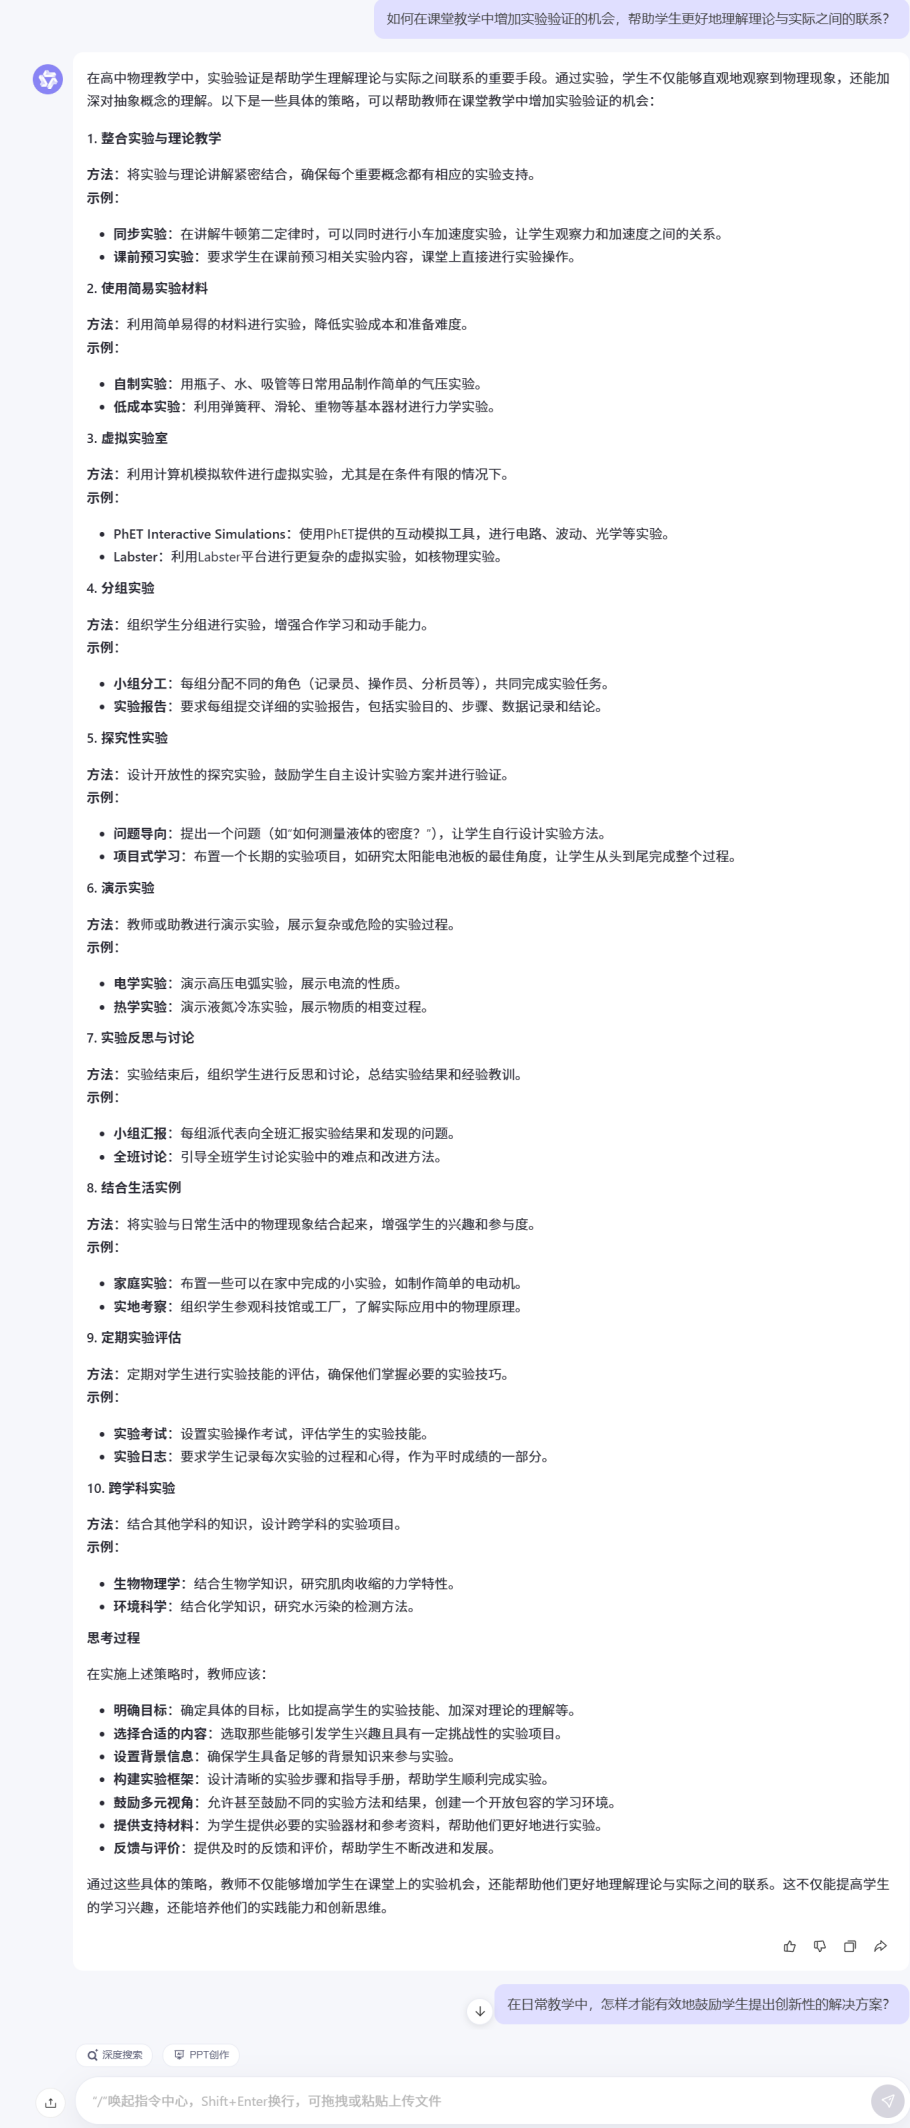 如何在课堂教学中增加实验验证的机会，帮助学生更好地理解理论与实际之间的联系？
在高中物理教学中，实验验证是帮助学生理解理论与实际之间联系的重要手段。通过实验，学生不仅能够直观地观察到物理现象，还能加
深对抽象概念的理解。以下是一些具体的策略，可以帮助教师在课堂教学中增加实验验证的机会：
1. 整合实验与理论教学
方法：将实验与理论讲解紧密结合，确保每个重要概念都有相应的实验支持。
示例：
• 同步实验：在讲解牛顿第二定律时，可以同时进行小车加速度实验，让学生观察力和加速度之间的关系。
• 课前预习实验：要求学生在课前预习相关实验内容，课堂上直接进行实验操作。
2. 使用简易实验材料
方法：利用简单易得的材料进行实验，降低实验成本和准备难度。
示例：
• 自制实验：用瓶子、水、吸管等日常用品制作简单的气压实验。
• 低成本实验：利用弹簧秤、滑轮、重物等基本器材进行力学实验。
3. 虚拟实验室
方法：利用计算机模拟软件进行虚拟实验，尤其是在条件有限的情况下。
示例：
• PhET Interactive Simulations：使用PhET提供的互动模拟工具，进行电路、波动、光学等实验。
• Labster：利用Labster平台进行更复杂的虚拟实验，如核物理实验。
4. 分组实验
方法：组织学生分组进行实验，增强合作学习和动手能力。
示例：
• 小组分工：每组分配不同的角色（记录员、操作员、分析员等），共同完成实验任务。
• 实验报告：要求每组提交详细的实验报告，包括实验目的、步骤、数据记录和结论。
5. 探究性实验
方法：设计开放性的探究实验，鼓励学生自主设计实验方案并进行验证。
示例：
• 问题导向：提出一个问题（如“如何测量液体的密度？”），让学生自行设计实验方法。
• 项目式学习：布置一个长期的实验项目，如研究太阳能电池板的最佳角度，让学生从头到尾完成整个过程。
6. 演示实验
方法：教师或助教进行演示实验，展示复杂或危险的实验过程。
示例：
• 电学实验：演示高压电弧实验，展示电流的性质。
• 热学实验：演示液氮冷冻实验，展示物质的相变过程。
7. 实验反思与讨论
方法：实验结束后，组织学生进行反思和讨论，总结实验结果和经验教训。
示例：
• 小组汇报：每组派代表向全班汇报实验结果和发现的问题。
• 全班讨论：引导全班学生讨论实验中的难点和改进方法。
8. 结合生活实例
方法：将实验与日常生活中的物理现象结合起来，增强学生的兴趣和参与度。
示例：
• 家庭实验：布置一些可以在家中完成的小实验，如制作简单的电动机。
• 实地考察：组织学生参观科技馆或工厂，了解实际应用中的物理原理。
9. 定期实验评估
方法：定期对学生进行实验技能的评估，确保他们掌握必要的实验技巧。
示例：
• 实验考试：设置实验操作考试，评估学生的实验技能。
• 实验日志：要求学生记录每次实验的过程和心得，作为平时成绩的一部分。
10. 跨学科实验
方法：结合其他学科的知识，设计跨学科的实验项目。
示例：
• 生物物理学：结合生物学知识，研究肌肉收缩的力学特性。
• 环境科学：结合化学知识，研究水污染的检测方法。
思考过程
在实施上述策略时，教师应该：
• 明确目标：确定具体的目标，比如提高学生的实验技能、加深对理论的理解等。
• 选择合适的内容：选取那些能够引发学生兴趣且具有一定挑战性的实验项目。
• 设置背景信息：确保学生具备足够的背景知识来参与实验。
• 构建实验框架：设计清晰的实验步骤和指导手册，帮助学生顺利完成实验。
• 鼓励多元视角：允许甚至鼓励不同的实验方法和结果，创建一个开放包容的学习环境。
• 提供支持材料：为学生提供必要的实验器材和参考资料，帮助他们更好地进行实验。
• 反馈与评价：提供及时的反馈和评价，帮助学生不断改进和发展。
通过这些具体的策略，教师不仅能够增加学生在课堂上的实验机会，还能帮助他们更好地理解理论与实际之间的联系。这不仅能提高学生
的学习兴趣，还能培养他们的实践能力和创新思维。
在日常教学中，怎样才能有效地鼓励学生提出创新性的解决方案？
深度搜索 PPT创作
“/”唤起指令中心，Shift+Enter换行，可拖拽或粘贴上传文件